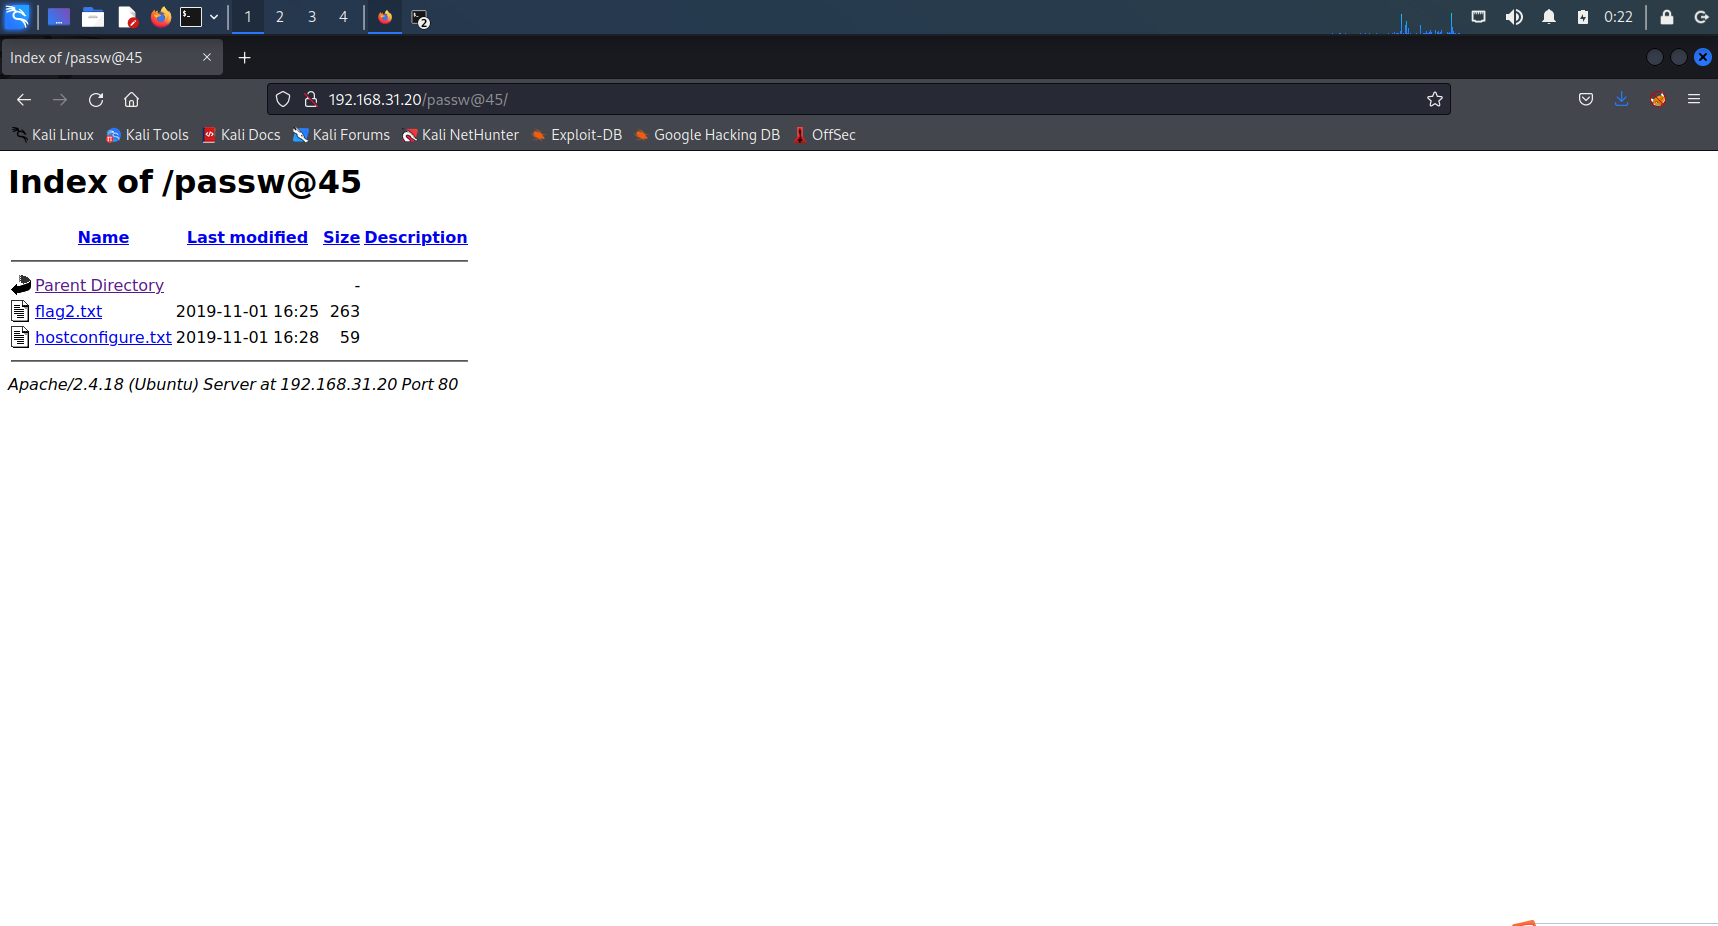 1 2 3 4 2 0:22
Index of /passw@45
192.168.31.20/passw@45/
Kali Linux Kali Tools Kali Docs Kali Forums Kali NetHunter Exploit-DB Google Hacking DB OffSec
Index of /passw@45
Name Last modified Size Description
Parent Directory -
flag2.txt 2019-11-01 16:25 263
hostconfigure.txt 2019-11-01 16:28 59
Apache/2.4.18 (Ubuntu) Server at 192.168.31.20 Port 80